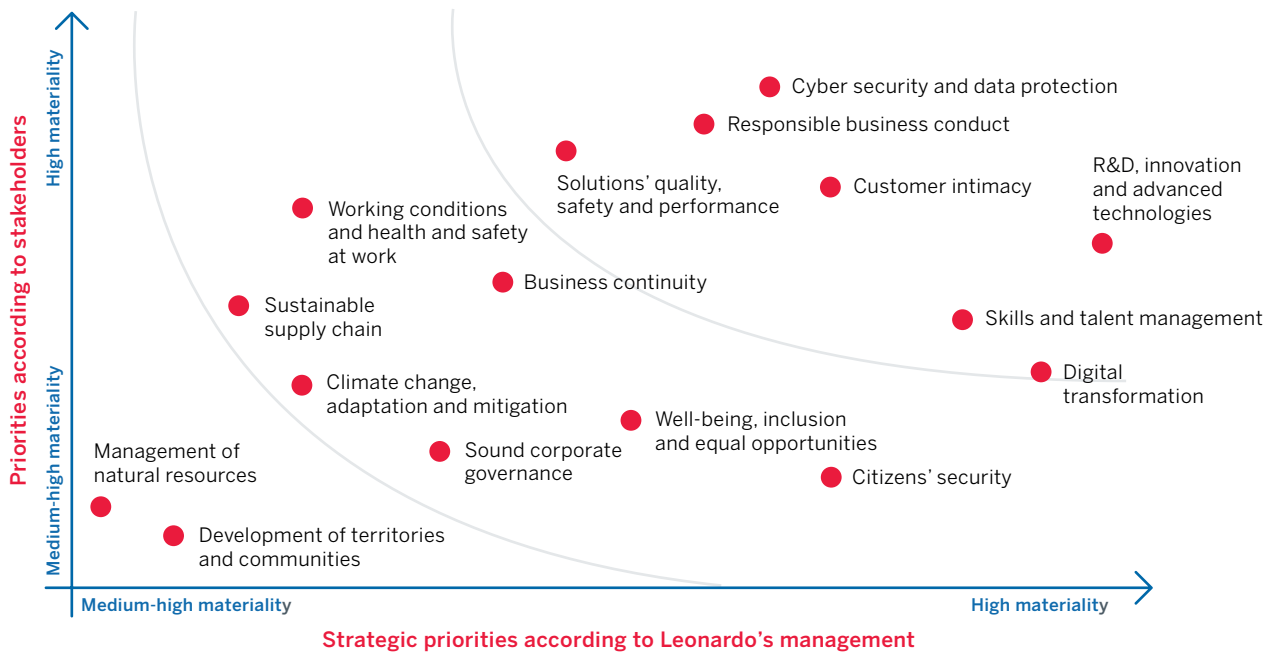 Priorities according to stakeholders
High materiality
Medium-high materiality
Cyber security and data protection
Responsible business conduct
R&D, innovation
and advanced
technologies
Solutions’ quality,
safety and performance
Customer intimacy
Working conditions
and health and safety
at work
Business continuity
Sustainable
supply chain
Skills and talent management
Climate change,
adaptation and mitigation
Digital
transformation
Well-being, inclusion
and equal opportunities
Management of
natural resources
Sound corporate
governance
Citizens’ security
Development of territories
and communities
Medium-high materiality
High materiality
Strategic priorities according to Leonardo’s management